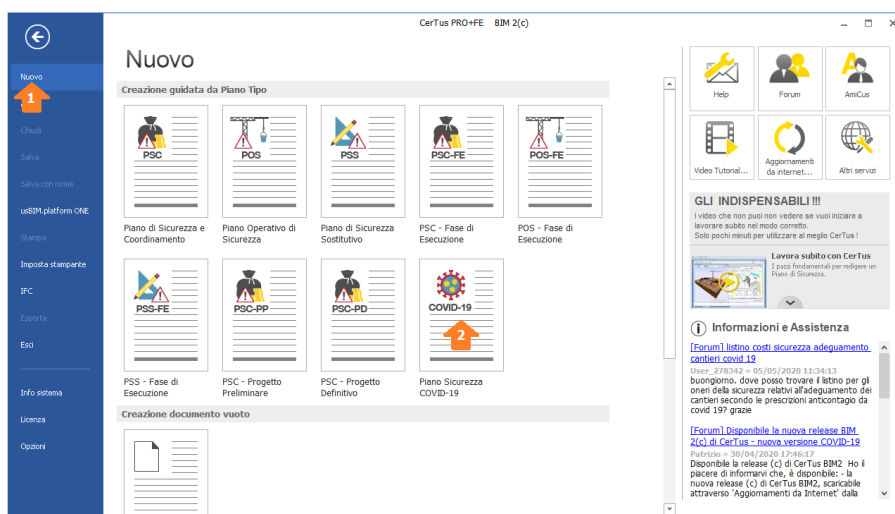 CerTus PRO+FE BIM 2(c)
Nuovo
1
Chiudi
Salva
Salva con nome
usBIM.platform ONE
Stampa
Imposta stampante
IFC
Esporta
Esci
Info sistema
Licenza
Opzioni
Nuovo
Creazione guidata da Piano Tipo
PSC
POS
PSS
PSC-FE
POS-FE
Piano di Sicurezza e
Coordinamento
Piano Operativo di
Sicurezza
Piano di Sicurezza
Sostitutivo
PSC - Fase di
Esecuzione
POS - Fase di
Esecuzione
PSS-FE
PSC-PP
PSC-PD
COVID-19
2
PSS - Fase di
Esecuzione
PSC - Progetto
Preliminare
PSC - Progetto
Definitivo
Piano Sicurezza
COVID-19
Creazione documento vuoto
Help
Forum
AmiCus
Video Tutorial...
Aggiornamenti
da internet...
Altri servizi
GLI INDISPENSABILI !!!
I video che non puoi non vedere se vuoi iniziare a
lavorare subito nel modo corretto.
Solo pochi minuti per utilizzare al meglio CerTus !
Lavora subito con CerTus
I passi fondamentali per redigere un
Piano di Sicurezza.
Informazioni e Assistenza
[Forum] listino costi sicurezza adeguamento
cantieri covid 19
User_278342 » 05/05/2020 11:34:13
buongiorno. dove posso trovare il listino per gli
oneri della sicurezza relativi all'adeguamento dei
cantieri secondo le prescrizioni anticontagio da
covid 19? grazie
[Forum] Disponibile la nuova release BIM
2(c) di CerTus - nuova versione COVID-19
Patrizio » 30/04/2020 17:46:17
Disponibile la release (c) di CerTus BIM2 Ho il
piacere di informarvi che, è disponibile: - la
nuova release (c) di CerTus BIM2, scaricabile
attraverso 'Aggiornamenti da Internet' dalla